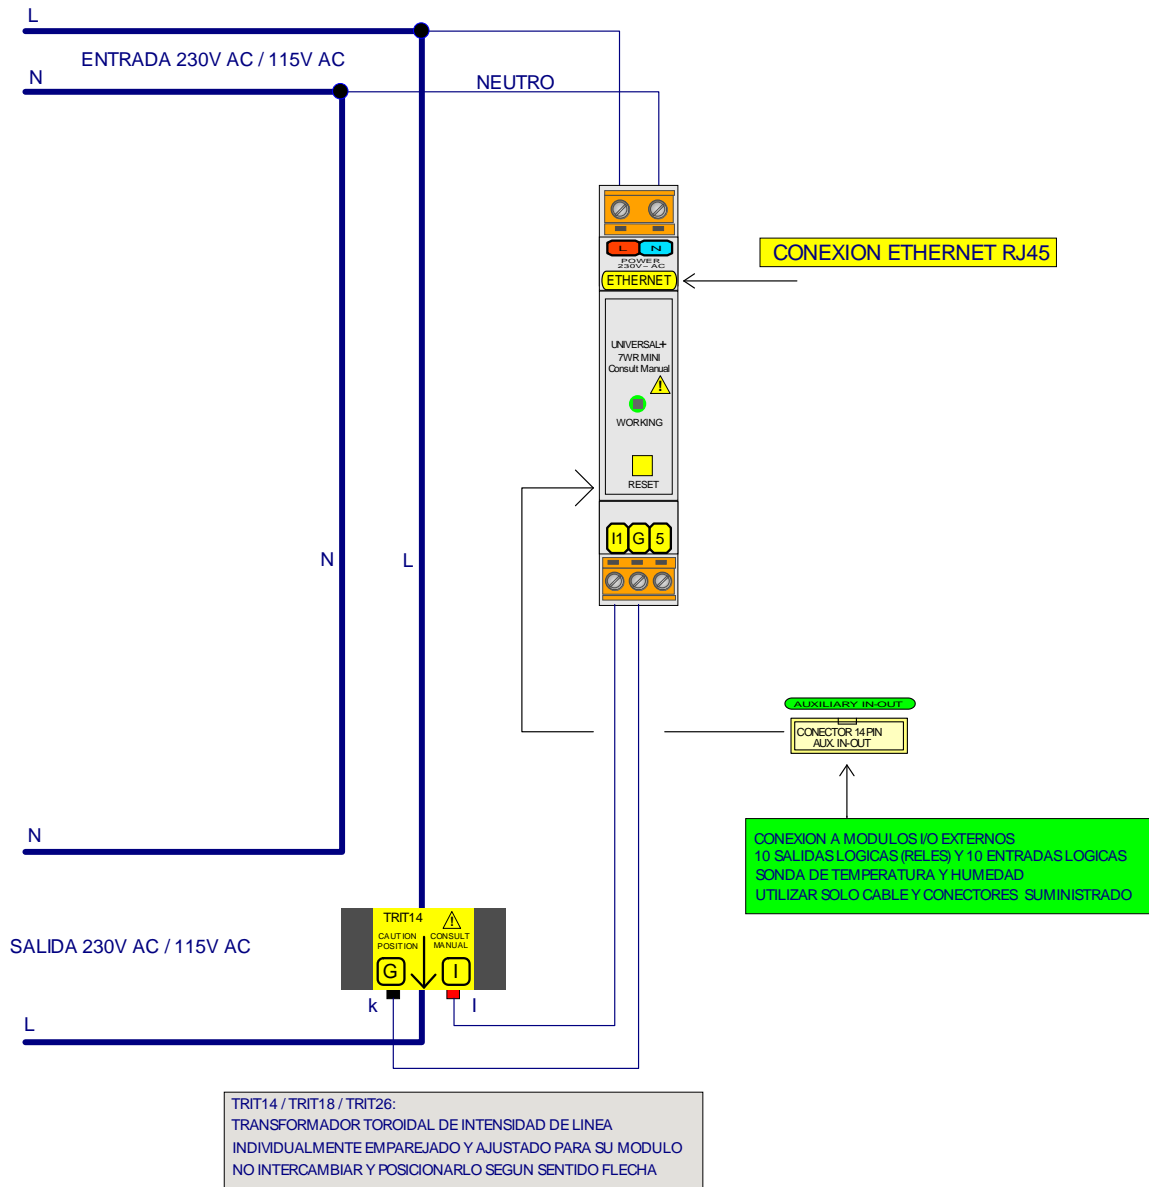 L
ENTRADA 230V AC / 115V AC
N
NEUTRO
L N
POWER
230V~ AC
ETHERNET
CONEXION ETHERNET RJ45
UNIVERSAL+
7WR MINI
Consult Manual
!
WORKING
RESET
I1 G 5
N
L
AUXILIARY IN-OUT
CONECTOR 14 PIN
AUX. IN-OUT
N
CONEXION A MODULOS I/O EXTERNOS
10 SALIDAS LOGICAS (RELES) Y 10 ENTRADAS LOGICAS
SONDA DE TEMPERATURA Y HUMEDAD
UTILIZAR SOLO CABLE Y CONECTORES SUMINISTRADO
TRIT14
!
CAUTION
POSITION
CONSULT
MANUAL
SALIDA 230V AC / 115V AC
G I
k l
L
TRIT14 / TRIT18 / TRIT26:
TRANSFORMADOR TOROIDAL DE INTENSIDAD DE LINEA
INDIVIDUALMENTE EMPAREJADO Y AJUSTADO PARA SU MODULO
NO INTERCAMBIAR Y POSICIONARLO SEGUN SENTIDO FLECHA